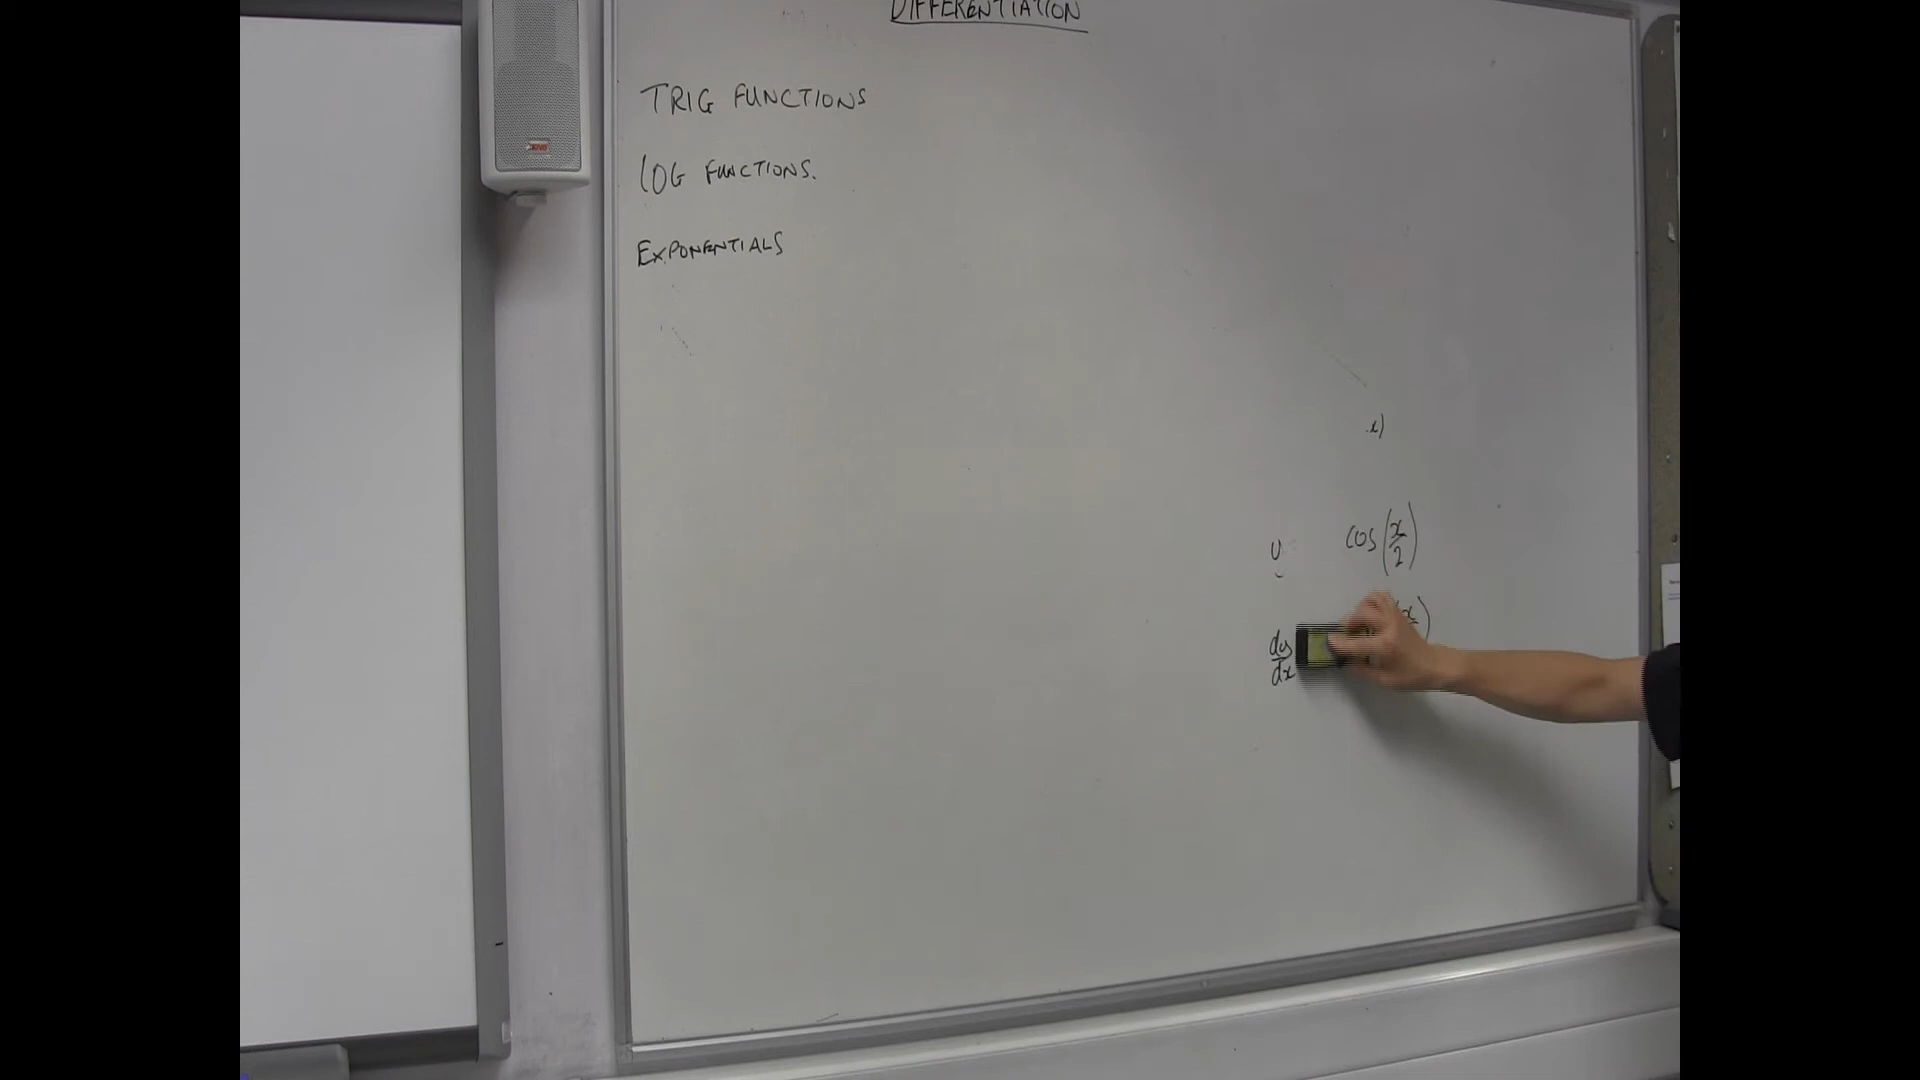 DIFFERENTIATION
TRIG FUNCTIONS
LOG FUNCTIONS.
EXPONENTIALS
x)
cos(x/2)
x)
dy/dx